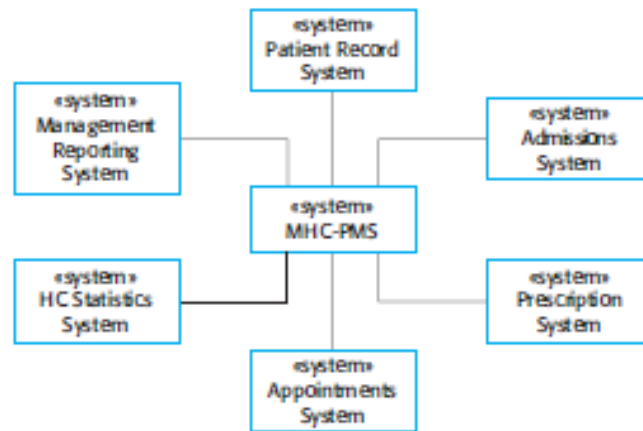 «system»
Patient Record
System
«system»
Management
Reporting
System
«system»
Admissions
System
«system»
MHC-PMS
«system»
HC Statistics
System
«system»
Prescription
System
«system»
Appointments
System